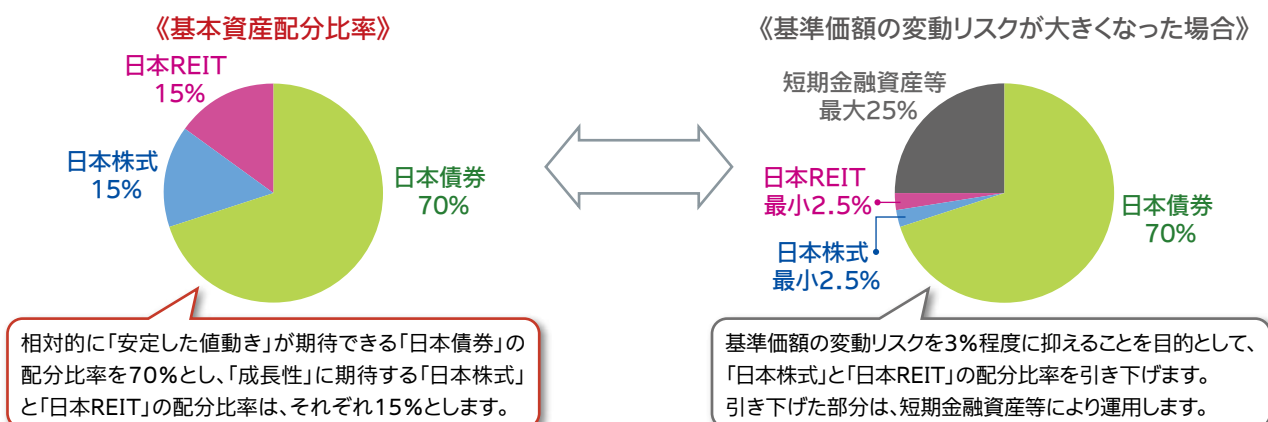 《基本資産配分比率》
日本REIT
15%
日本株式
15%
日本債券
70%
相対的に「安定した値動き」が期待できる「日本債券」の
配分比率を70%とし、「成長性」に期待する「日本株式」
と「日本REIT」の配分比率は、それぞれ15%とします。
《基準価額の変動リスクが大きくなった場合》
短期金融資産等
最大25%
日本REIT
最小2.5%
日本株式
最小2.5%
日本債券
70%
基準価額の変動リスクを3%程度に抑えることを目的として、
「日本株式」と「日本REIT」の配分比率を引き下げます。
引き下げた部分は、短期金融資産等により運用します。